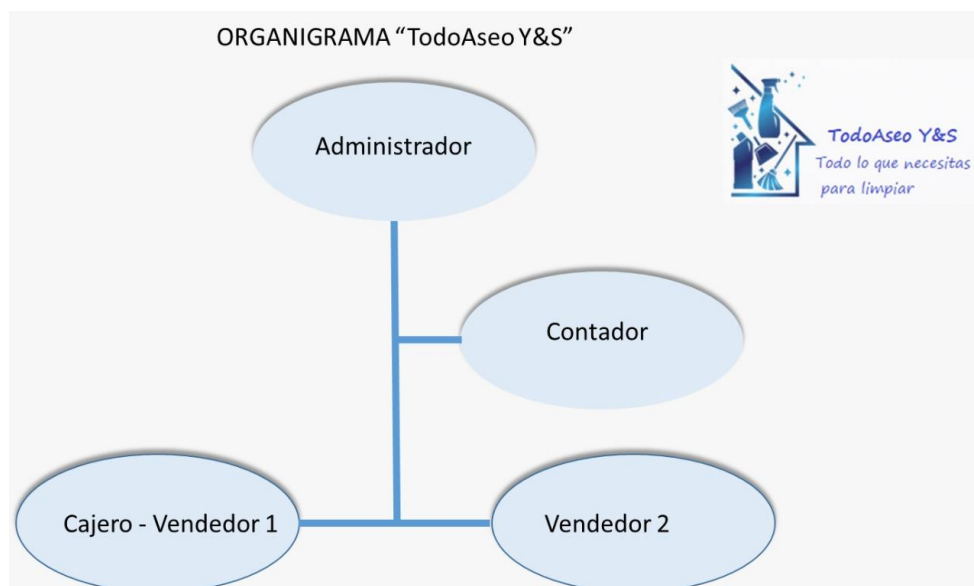 ORGANIGRAMA “TodoAseo Y&S”
Administrador
TodoAseo Y&S
Todo lo que necesitas
para limpiar
Contador
Cajero - Vendedor 1
Vendedor 2